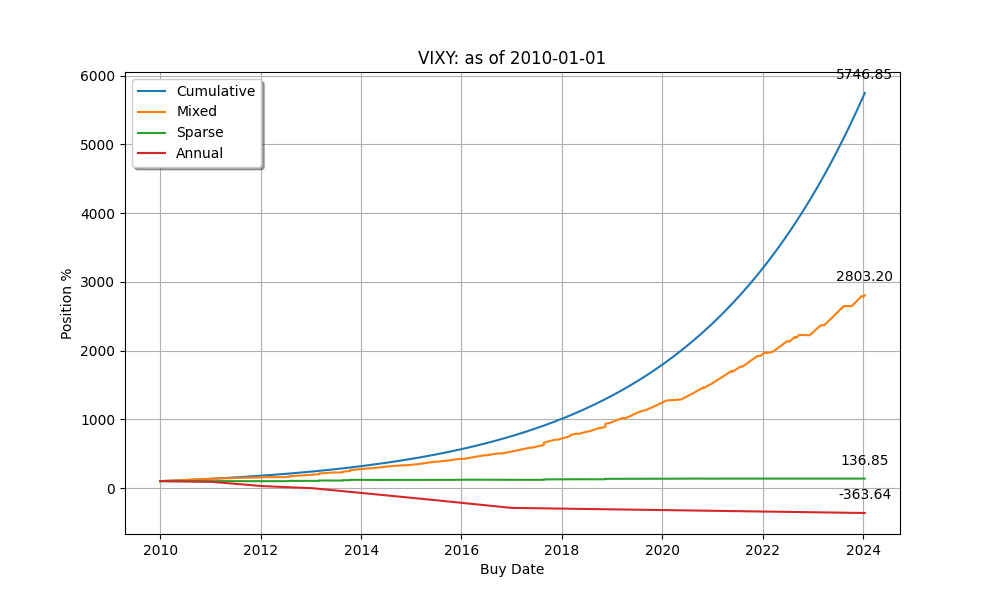 VIXY: as of 2010-01-01
Position %
6000
5000
4000
3000
2000
1000
0
Cumulative
Mixed
Sparse
Annual
5746.85
2803.20
136.85
-363.64
2010 2012 2014 2016 2018 2020 2022 2024
Buy Date